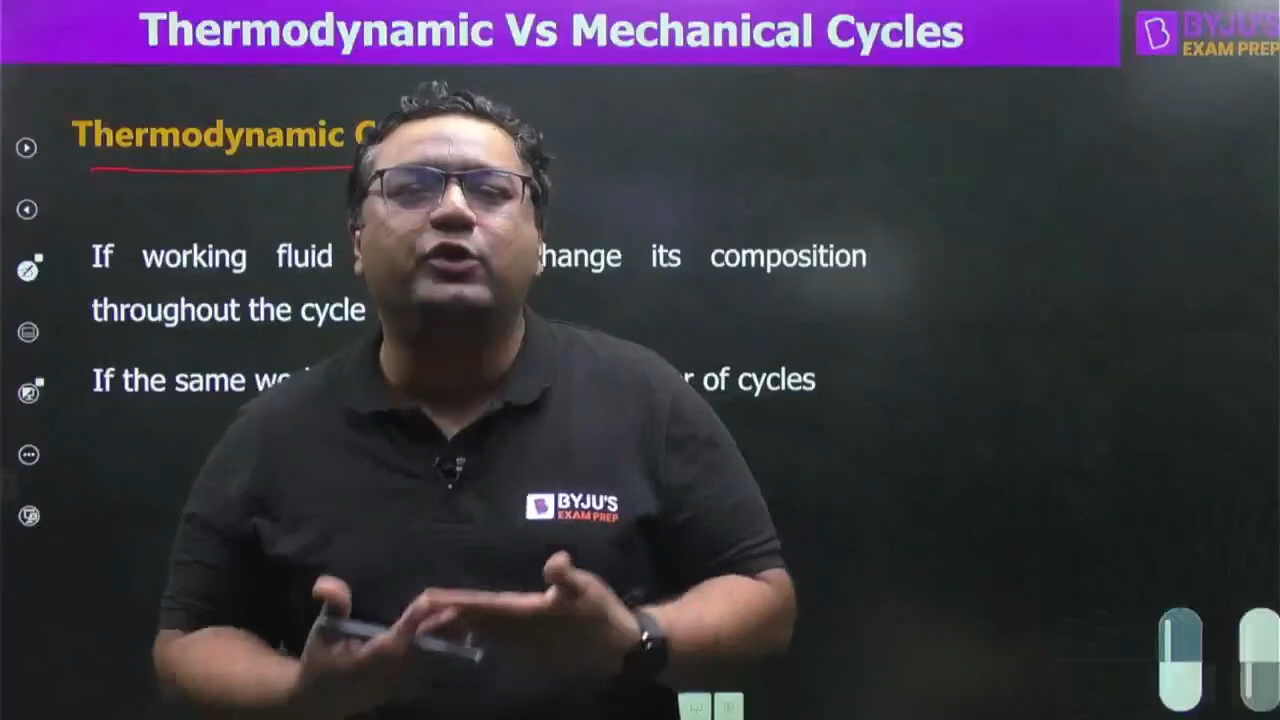 Thermodynamic Vs Mechanical Cycles
BYJU'S
EXAM PREP
Thermodynamic C
If working fluid hange its composition
throughout the cycle
If the same wo r of cycles
BYJU'S
EXAM PREP